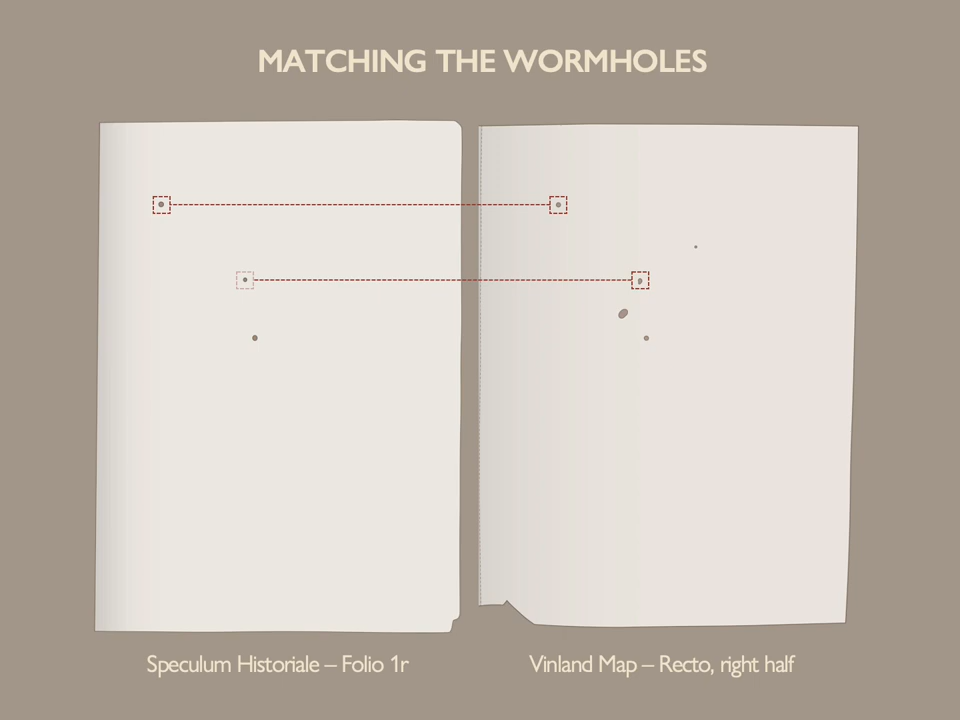 MATCHING THE WORMHOLES
Speculum Historiale – Folio 1r
Vinland Map – Recto, right half